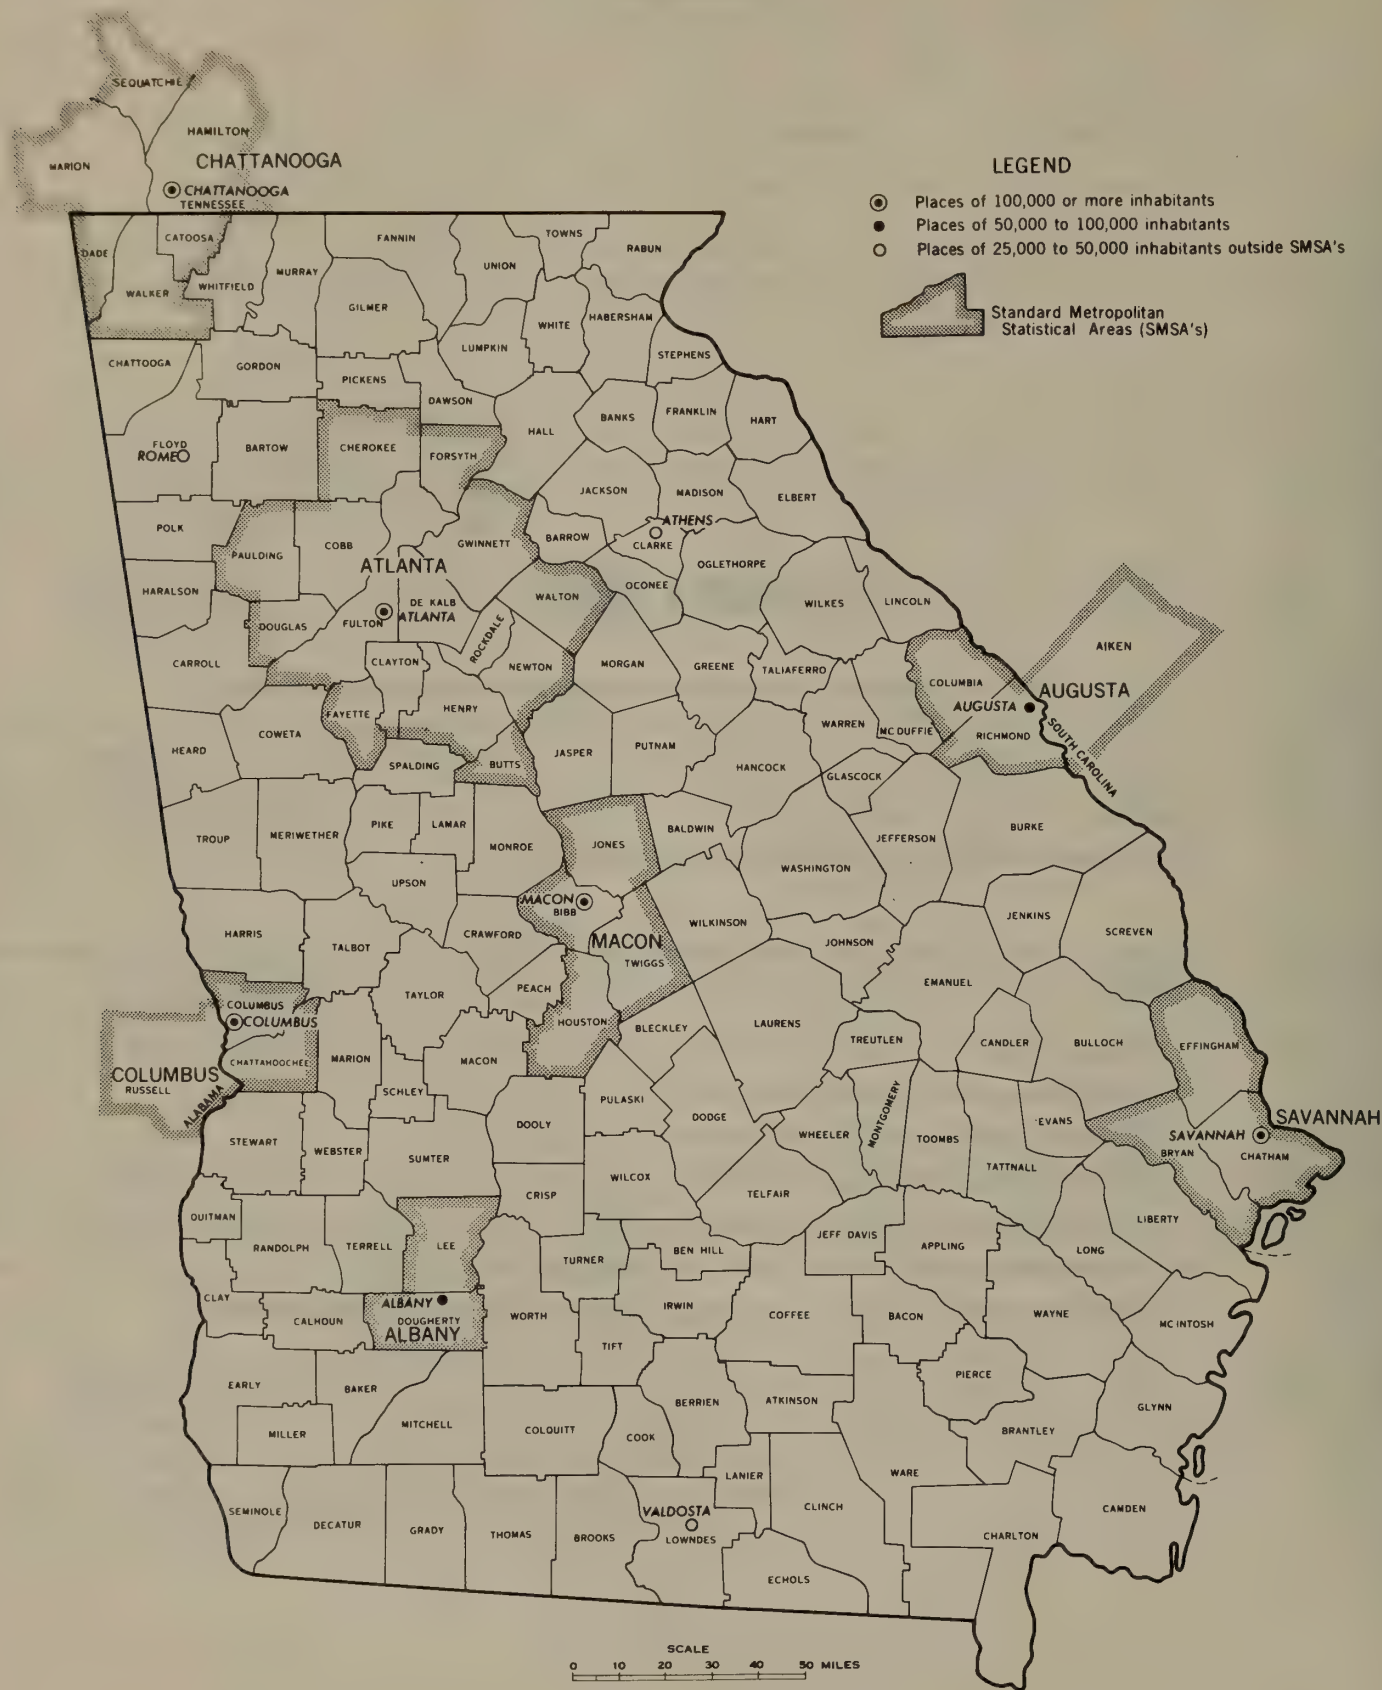 SEQUATCHIE
HAMILTON
MARION
CHATTANOOGA
CHATTANOOGA
TENNESSEE
LEGEND
Places of 100,000 or more inhabitants
Places of 50,000 to 100,000 inhabitants
Places of 25,000 to 50,000 inhabitants outside SMSA's
Standard Metropolitan
Statistical Areas (SMSA's)
DADE
CATOOSA
FANNIN
TOWNS
RABUN
UNION
MURRAY
WALKER
WHITFIELD
GILMER
WHITE
HABERSHAM
LUMPKIN
STEPHENS
CHATTOOGA
GORDON
PICKENS
DAWSON
BANKS
FRANKLIN
HART
HALL
FLOYD
ROME
BARTOW
CHEROKEE
FORSYTH
JACKSON
MADISON
ELBERT
POLK
PAULDING
COBB
GWINNETT
BARROW
ATHENS
CLARKE
ATLANTA
OGLETHORPE
HARALSON
OCONEE
WALTON
WILKES
LINCOLN
DE KALB
ATLANTA
DOUGLAS
FULTON
ROCKDALE
AIKEN
CARROLL
CLAYTON
NEWTON
MORGAN
GREENE
TALIAFERRO
COLUMBIA
AUGUSTA
AUGUSTA
FAYETTE
HENRY
WARREN
MC DUFFIE
RICHMOND
SOUTH CAROLINA
HEARD
COWETA
SPALDING
BUTTS
JASPER
PUTNAM
HANCOCK
GLASCOCK
TROUP
MERIWETHER
PIKE
LAMAR
MONROE
JONES
BALDWIN
JEFFERSON
BURKE
WASHINGTON
UPSON
MACON
BIBB
WILKINSON
JENKINS
SCREVEN
HARRIS
TALBOT
CRAWFORD
MACON
TWIGGS
JOHNSON
EMANUEL
COLUMBUS
COLUMBUS
TAYLOR
PEACH
HOUSTON
BLECKLEY
LAURENS
TREUTLEN
CANDLER
BULLOCH
EFFINGHAM
CHATTAHOOCHEE
MARION
MACON
COLUMBUS
RUSSELL
ALABAMA
SCHLEY
PULASKI
DODGE
MONTGOMERY
DOOLY
WHEELER
TOOMBS
EVANS
SAVANNAH
SAVANNAH
BRYAN
CHATHAM
STEWART
WEBSTER
SUMTER
TATTNALL
WILCOX
CRISP
TELFAIR
QUITMAN
RANDOLPH
TERRELL
LEE
TURNER
BEN HILL
JEFF DAVIS
APPLING
LONG
LIBERTY
CLAY
CALHOUN
ALBANY
DOUGHERTY
ALBANY
WORTH
IRWIN
COFFEE
BACON
WAYNE
MC INTOSH
TIFT
EARLY
BAKER
PIERCE
MILLER
MITCHELL
COLQUITT
COOK
BERRIEN
ATKINSON
BRANTLEY
GLYNN
LANIER
WARE
SEMINOLE
DECATUR
GRADY
THOMAS
BROOKS
VALDOSTA
LOWNDES
CLINCH
CHARLTON
CAMDEN
ECHOLS
SCALE
0 10 20 30 40 50 MILES